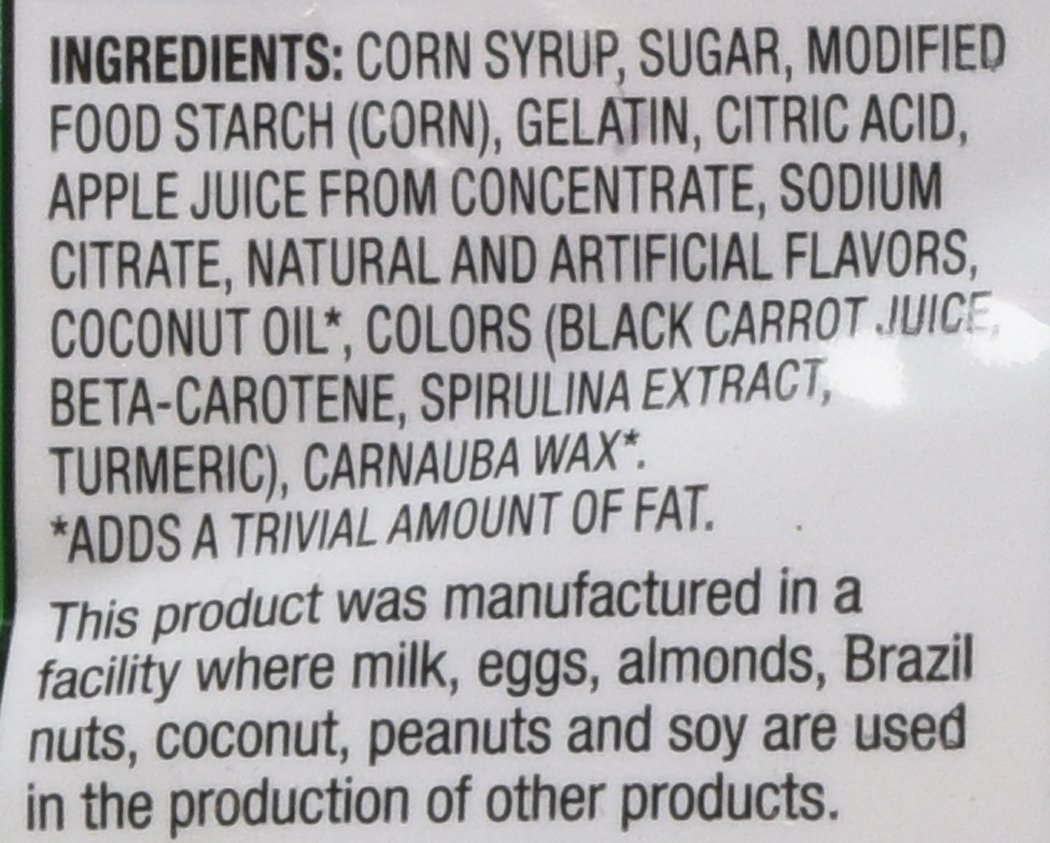 INGREDIENTS: CORN SYRUP, SUGAR, MODIFIED
FOOD STARCH (CORN), GELATIN, CITRIC ACID,
APPLE JUICE FROM CONCENTRATE, SODIUM
CITRATE, NATURAL AND ARTIFICIAL FLAVORS,
COCONUT OIL*, COLORS (BLACK CARROT JUICE,
BETA-CAROTENE, SPIRULINA EXTRACT,
TURMERIC), CARNAUBA WAX*.
*ADDS A TRIVIAL AMOUNT OF FAT.
This product was manufactured in a
facility where milk, eggs, almonds, Brazil
nuts, coconut, peanuts and soy are used
in the production of other products.